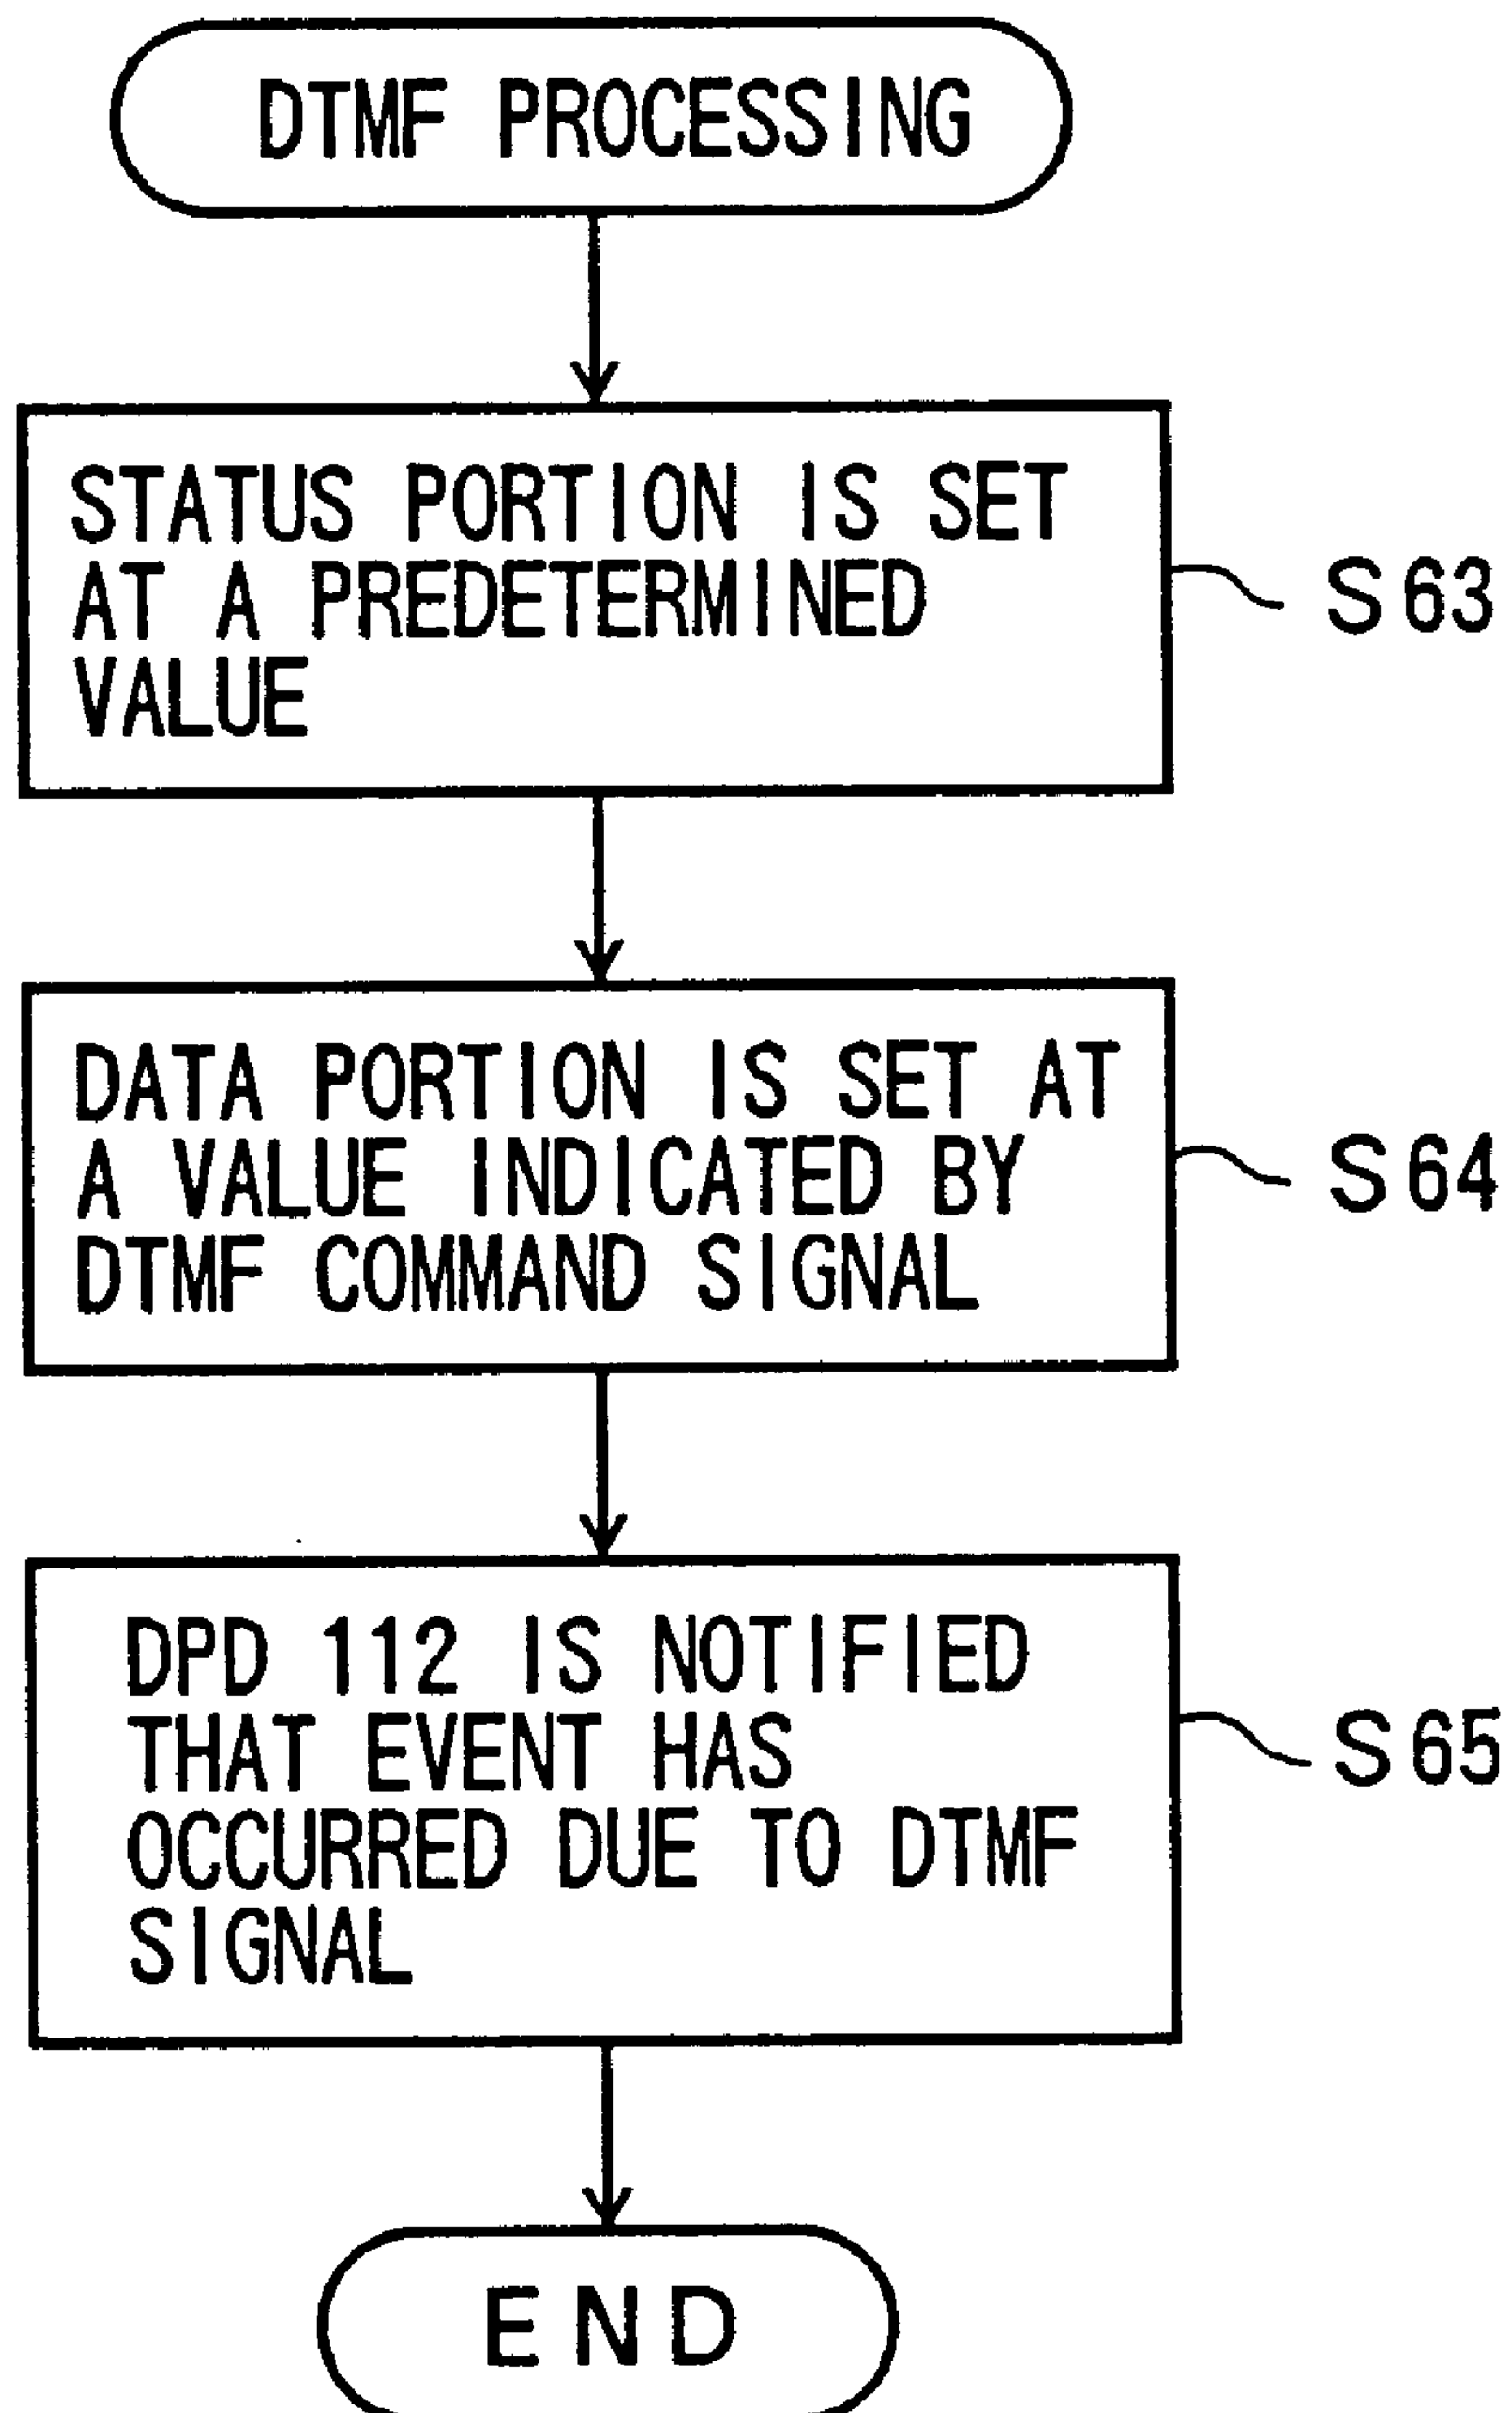 DTMF PROCESSING
STATUS PORTION IS SET
AT A PREDETERMINED
VALUE
S63
DATA PORTION IS SET AT
A VALUE INDICATED BY
DTMF COMMAND SIGNAL
S64
DPD 112 IS NOTIFIED
THAT EVENT HAS
OCCURRED DUE TO DTMF
SIGNAL
S65
END